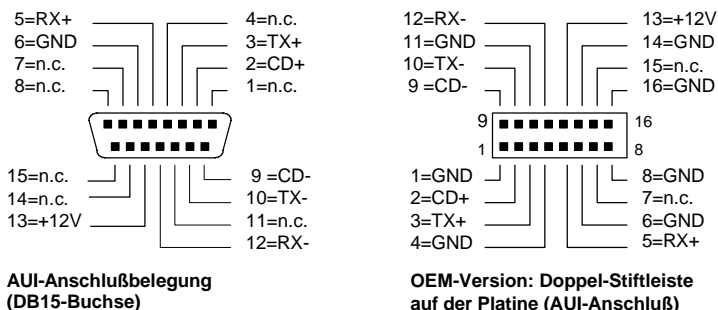 5=RX+
6=GND
7=n.c.
8=n.c.
4=n.c.
3=TX+
2=CD+
1=n.c.
15=n.c.
14=n.c.
13=+12V
9 =CD-
10=TX-
11=n.c.
12=RX-
AUI-Anschlußbelegung
(DB15-Buchse)
12=RX-
11=GND
10=TX-
9 =CD-
13=+12V
14=GND
15=n.c.
16=GND
9
16
1
8
1=GND
2=CD+
3=TX+
4=GND
8=GND
7=n.c.
6=GND
5=RX+
OEM-Version: Doppel-Stiftleiste
auf der Platine (AUI-Anschluß)